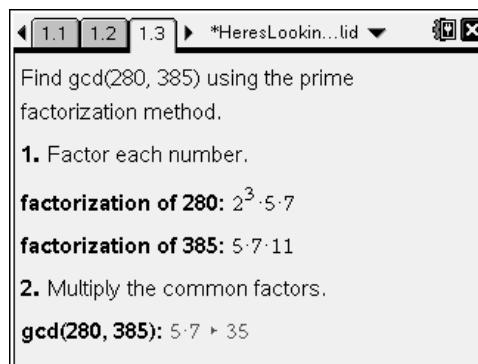 1.1 1.2 1.3 *HeresLookin...lid
Find gcd(280, 385) using the prime
factorization method.
1. Factor each number.
factorization of 280: 2³·5·7
factorization of 385: 5·7·11
2. Multiply the common factors.
gcd(280, 385): 5·7 ▸ 35